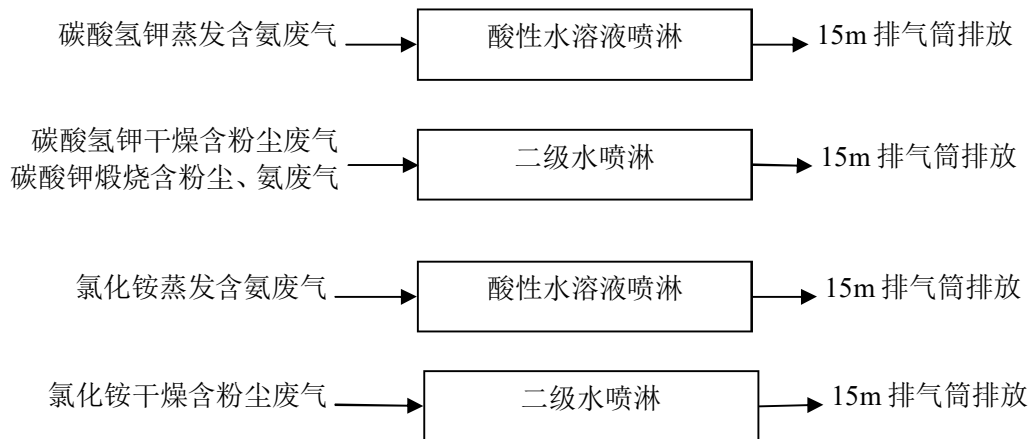 碳酸氢钾蒸发含氨废气
酸性水溶液喷淋
15m 排气筒排放
碳酸氢钾干燥含粉尘废气
碳酸钾煅烧含粉尘、氨废气
二级水喷淋
15m 排气筒排放
氯化铵蒸发含氨废气
酸性水溶液喷淋
15m 排气筒排放
氯化铵干燥含粉尘废气
二级水喷淋
15m 排气筒排放